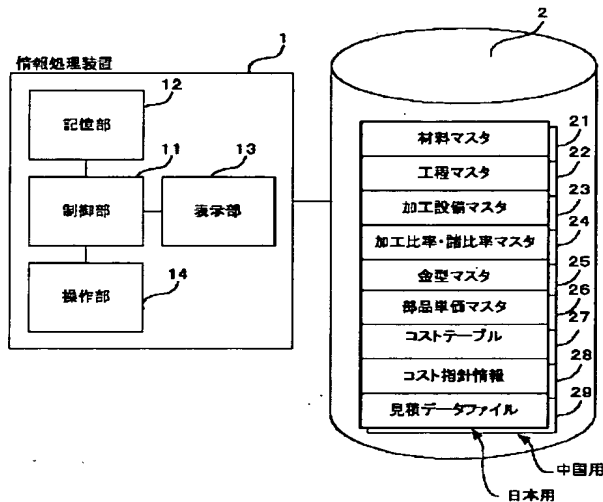 1
情報処理装置
2
12
記憶部
11
13
制御部
表示部
操作部
14
材料マスタ
21
工程マスタ
22
加工設備マスタ
23
加工比率・諸比率マスタ
24
金型マスタ
25
部品単価マスタ
26
コストテーブル
27
コスト指針情報
28
見積データファイル
29
中国用
日本用